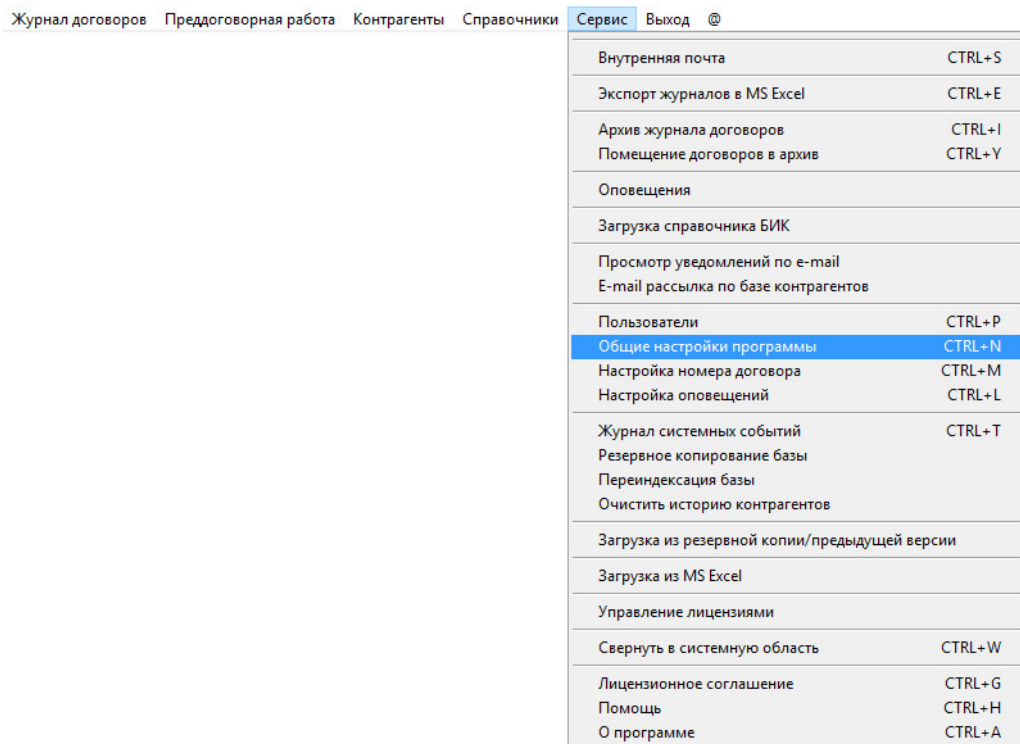 Журнал договоров Преддоговорная работа Контрагенты Справочники Сервис Выход @
Внутренняя почта CTRL+S
Экспорт журналов в MS Excel CTRL+E
Архив журнала договоров CTRL+I
Помещение договоров в архив CTRL+Y
Оповещения
Загрузка справочника БИК
Просмотр уведомлений по e-mail
E-mail рассылка по базе контрагентов
Пользователи CTRL+P
Общие настройки программы CTRL+N
Настройка номера договора CTRL+M
Настройка оповещений CTRL+L
Журнал системных событий CTRL+T
Резервное копирование базы
Переиндексация базы
Очистить историю контрагентов
Загрузка из резервной копии/предыдущей версии
Загрузка из MS Excel
Управление лицензиями
Свернуть в системную область CTRL+W
Лицензионное соглашение CTRL+G
Помощь CTRL+H
О программе CTRL+A